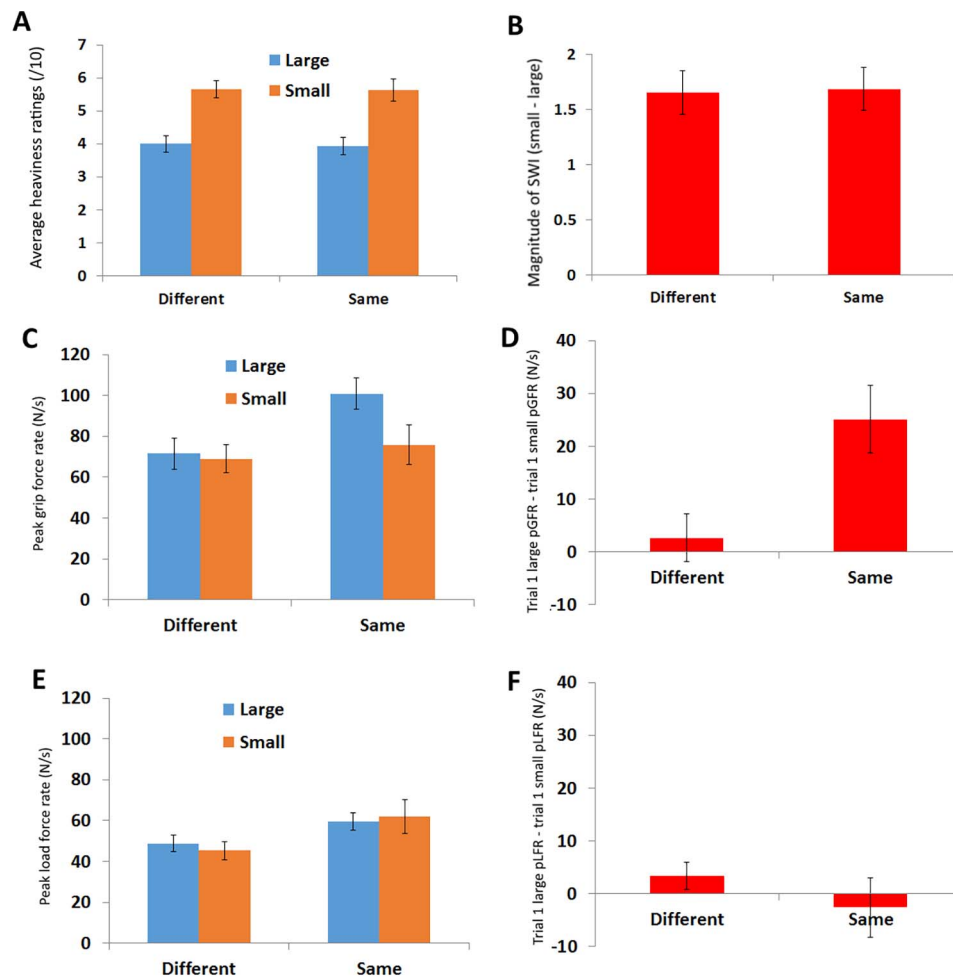 A
Average heaviness ratings (/10)
7
6
5
4
3
2
1
0
Large
Small
Different
Same
B
Magnitude of SWI (small - large)
2
1.5
1
0.5
0
Different
Same
C
Peak grip force rate (N/s)
120
100
80
60
40
20
0
Large
Small
Different
Same
D
Trial 1 large pGFR - trial 1 small pGFR (N/s)
40
30
20
10
0
-10
Different
Same
E
Peak load force rate (N/s)
120
100
80
60
40
20
0
Large
Small
Different
Same
F
Trial 1 large pLFR - trial 1 small pLFR (N/s)
40
30
20
10
0
-10
Different
Same